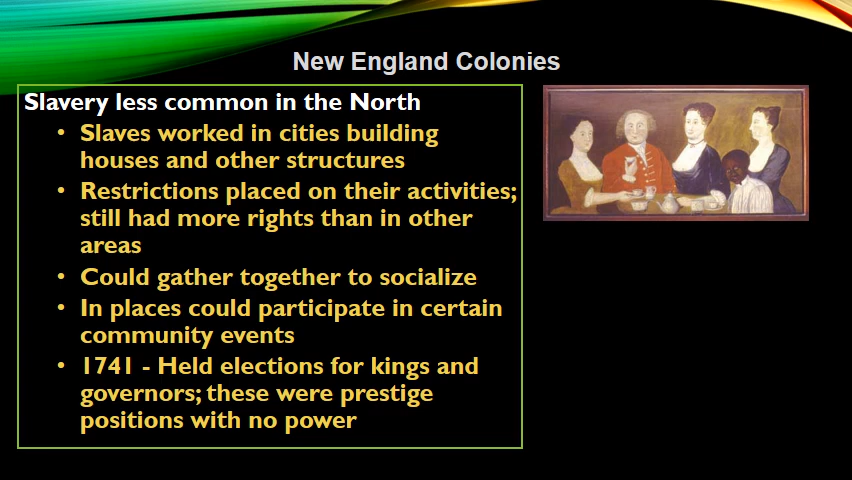 New England Colonies
Slavery less common in the North
• Slaves worked in cities building
houses and other structures
• Restrictions placed on their activities;
still had more rights than in other
areas
• Could gather together to socialize
• In places could participate in certain
community events
• 1741 - Held elections for kings and
governors; these were prestige
positions with no power